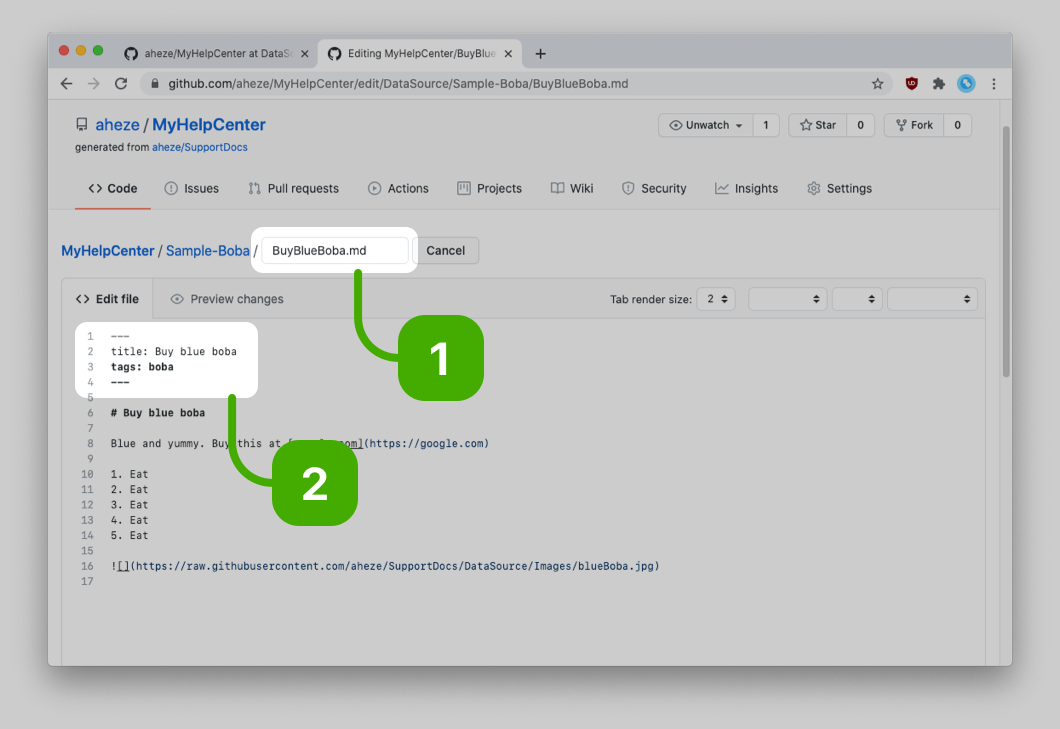 aheze/MyHelpCenter at DataSo
Editing MyHelpCenter/BuyBlue
github.com/aheze/MyHelpCenter/edit/DataSource/Sample-Boba/BuyBlueBoba.md
aheze / MyHelpCenter
Unwatch 1 Star 0 Fork 0
generated from aheze/SupportDocs
Code Issues Pull requests Actions Projects Wiki Security Insights Settings
MyHelpCenter / Sample-Boba / BuyBlueBoba.md Cancel
Edit file Preview changes Tab render size: 2
1 ---
2 title: Buy blue boba
3 tags: boba
4 ---
5
6 # Buy blue boba
7
8 Blue and yummy. Buy this at (https://google.com)
9
10 1. Eat
11 2. Eat
12 3. Eat
13 4. Eat
14 5. Eat
15
16 ![](https://raw.githubusercontent.com/aheze/SupportDocs/DataSource/Images/blueBoba.jpg)
17
1
2